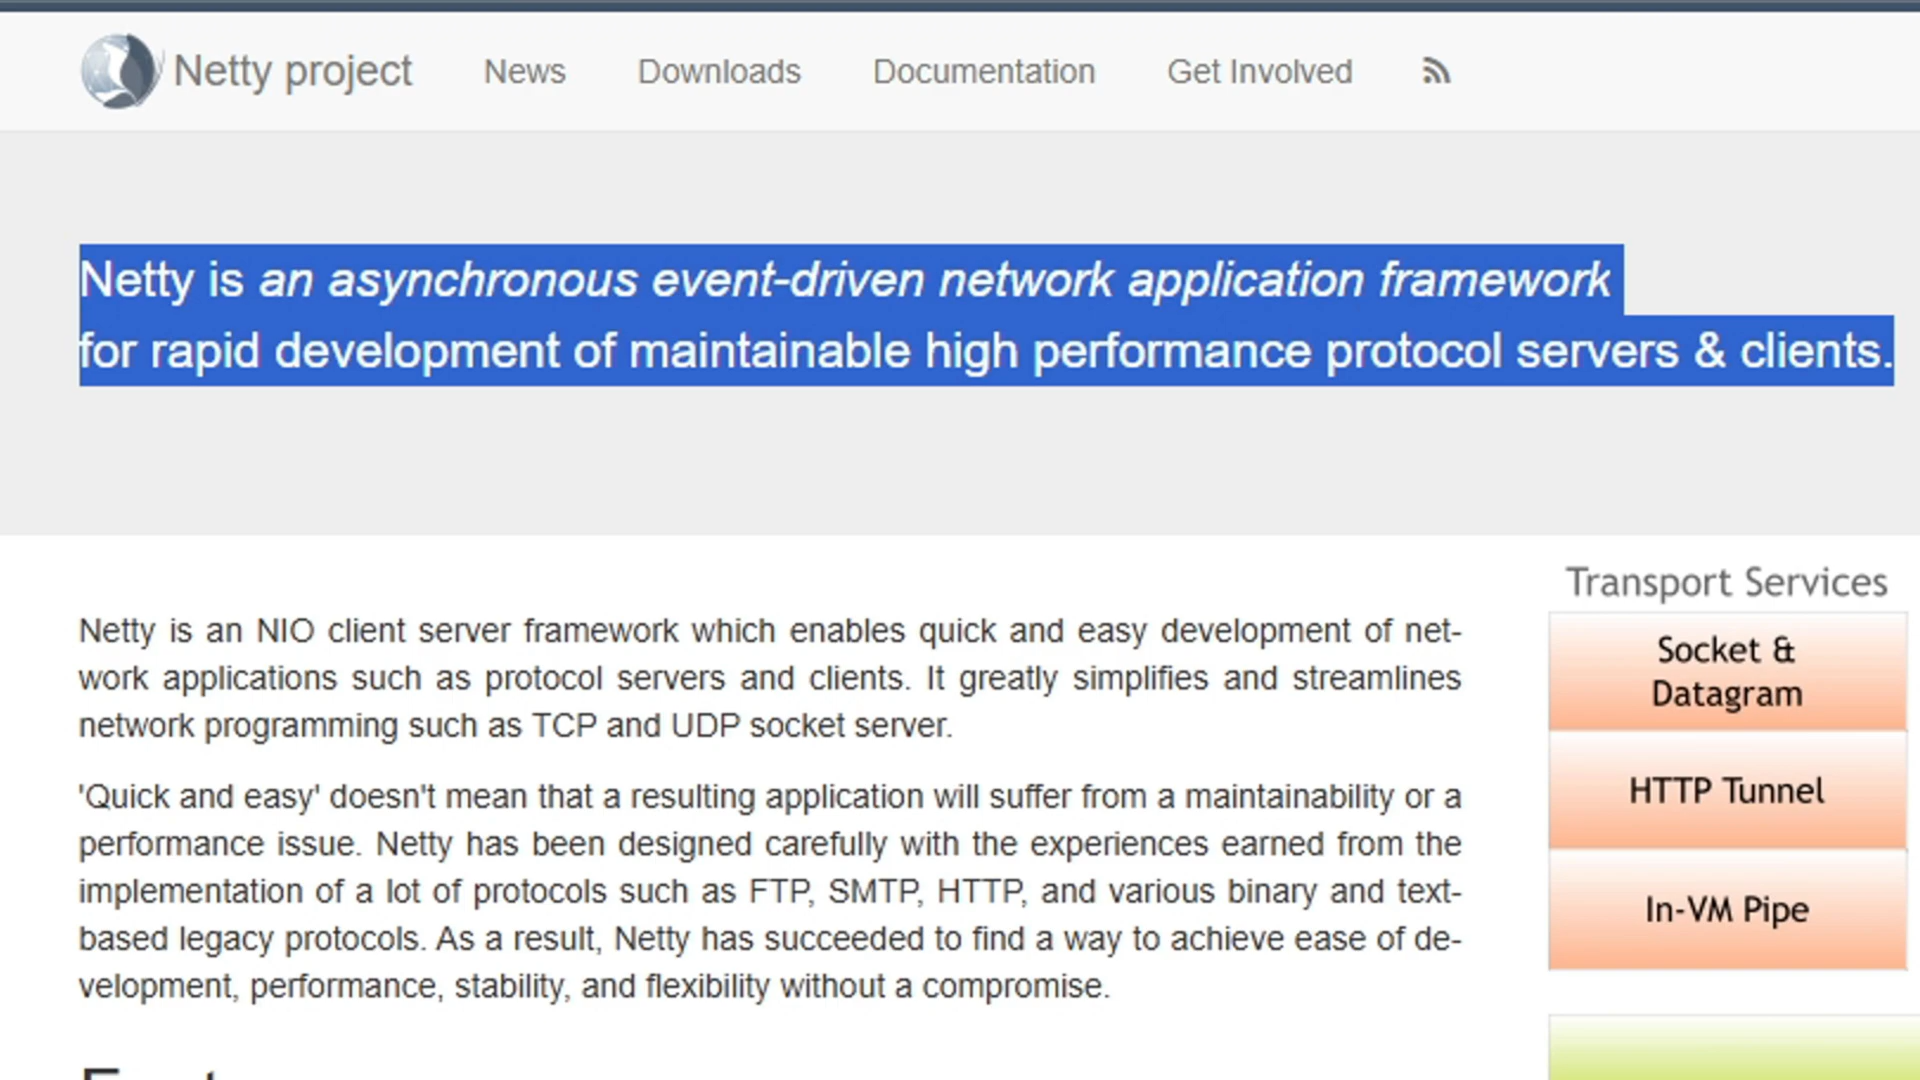 Netty project
News
Downloads
Documentation
Get Involved
Netty is an asynchronous event-driven network application framework
for rapid development of maintainable high performance protocol servers & clients.
Netty is an NIO client server framework which enables quick and easy development of net-
work applications such as protocol servers and clients. It greatly simplifies and streamlines
network programming such as TCP and UDP socket server.
'Quick and easy' doesn't mean that a resulting application will suffer from a maintainability or a
performance issue. Netty has been designed carefully with the experiences earned from the
implementation of a lot of protocols such as FTP, SMTP, HTTP, and various binary and text-
based legacy protocols. As a result, Netty has succeeded to find a way to achieve ease of de-
velopment, performance, stability, and flexibility without a compromise.
Transport Services
Socket &
Datagram
HTTP Tunnel
In-VM Pipe